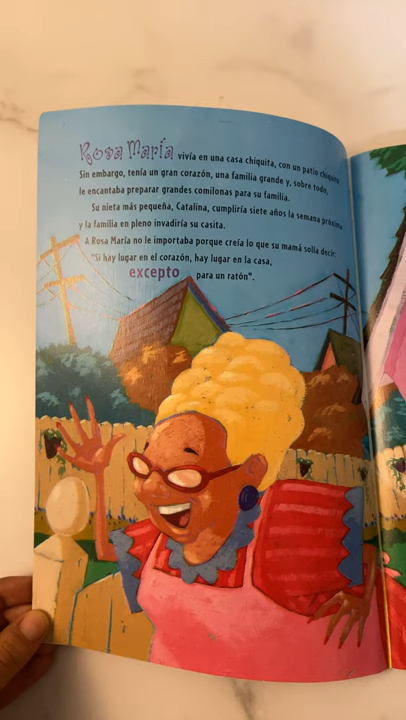 Rosa María vivía en una casa chiquita, con un patio chiquito.
Sin embargo, tenía un gran corazón, una familia grande y, sobre todo,
le encantaba preparar grandes comilonas para su familia.
Su nieta más pequeña, Catalina, cumpliría siete años la semana próxima
y la familia en pleno invadiría su casita.
A Rosa María no le importaba porque creía lo que su mamá solía decir:
"Si hay lugar en el corazón, hay lugar en la casa,
excepto para un ratón".